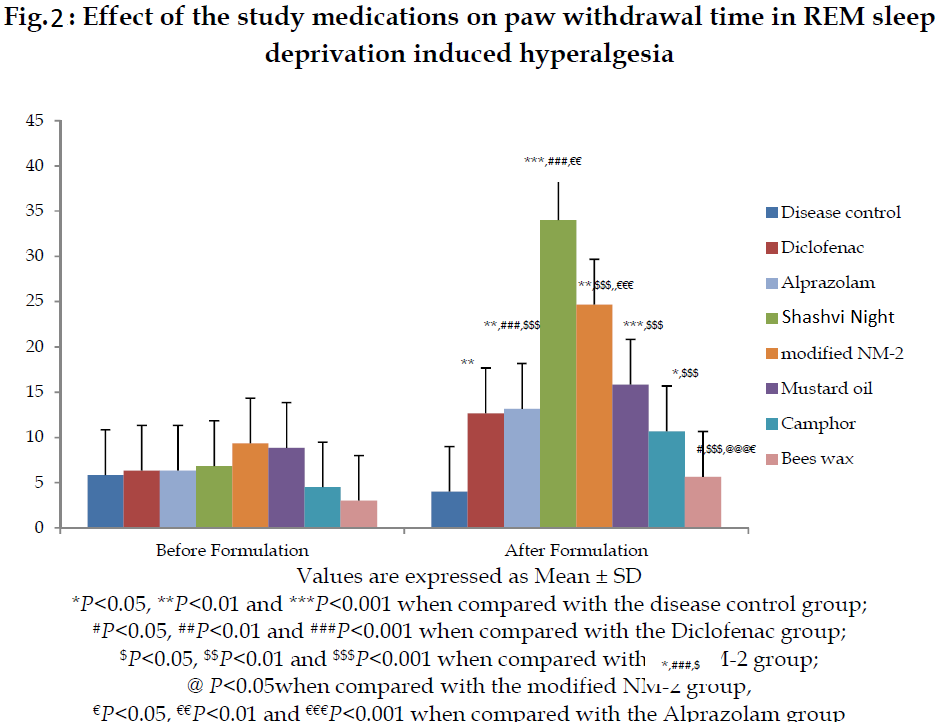 Fig.2 : Effect of the study medications on paw withdrawal time in REM sleep
deprivation induced hyperalgesia
45
40
35
30
25
20
15
10
5
0
***,###,€€
**,$$$,,€€€
**,###,$$$
***,$$$
**
*,$$$
#,$$$,@@@€
Disease control
Diclofenac
Alprazolam
Shashvi Night
modified NM-2
Mustard oil
Camphor
Bees wax
Before Formulation
After Formulation
Values are expressed as Mean ± SD
*P<0.05, **P<0.01 and ***P<0.001 when compared with the disease control group;
#P<0.05, ##P<0.01 and ###P<0.001 when compared with the Diclofenac group;
$P<0.05, $$P<0.01 and $$$P<0.001 when compared with *,###,$ -2 group;
@ P<0.05when compared with the modified NM-2 group,
€P<0.05, €€P<0.01 and €€€P<0.001 when compared with the Alprazolam group